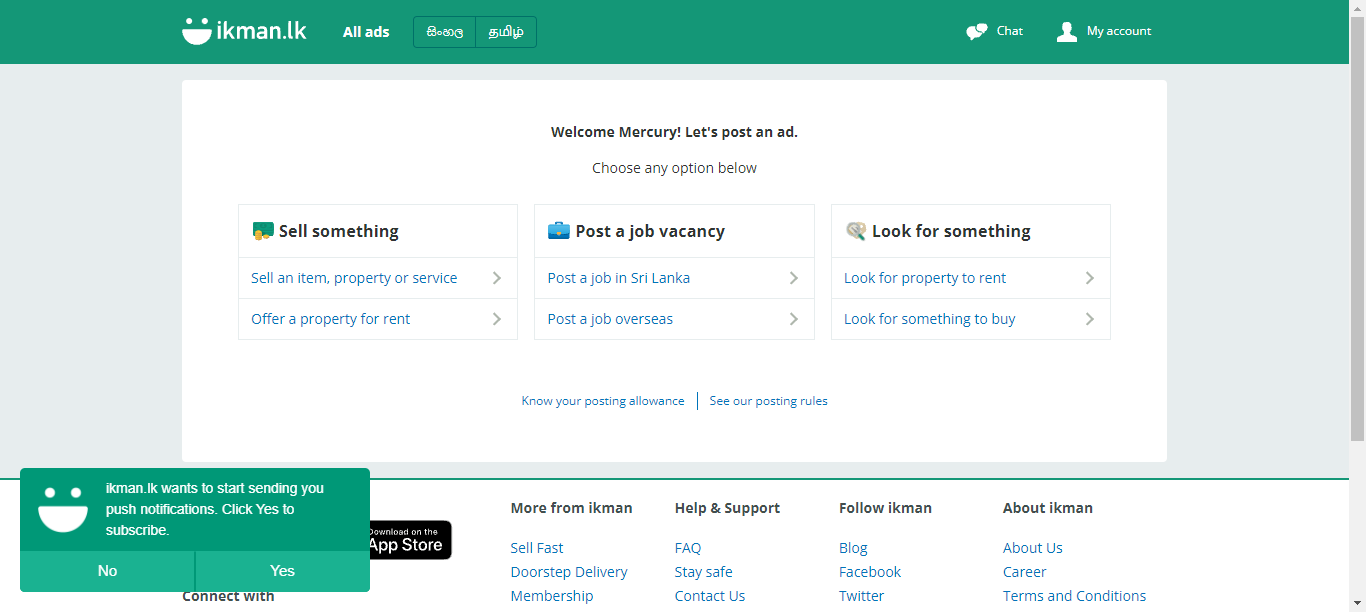 ikman.lk
All ads
සිංහල
தமிழ்
Chat
My account
Welcome Mercury! Let's post an ad.
Choose any option below
Sell something
Sell an item, property or service
Offer a property for rent
Post a job vacancy
Post a job in Sri Lanka
Post a job overseas
Look for something
Look for property to rent
Look for something to buy
Know your posting allowance
See our posting rules
ikman.lk wants to start sending you
push notifications. Click Yes to
subscribe.
No
Yes
Download on the
App Store
Connect with
More from ikman
Sell Fast
Doorstep Delivery
Membership
Help & Support
FAQ
Stay safe
Contact Us
Follow ikman
Blog
Facebook
Twitter
About ikman
About Us
Career
Terms and Conditions